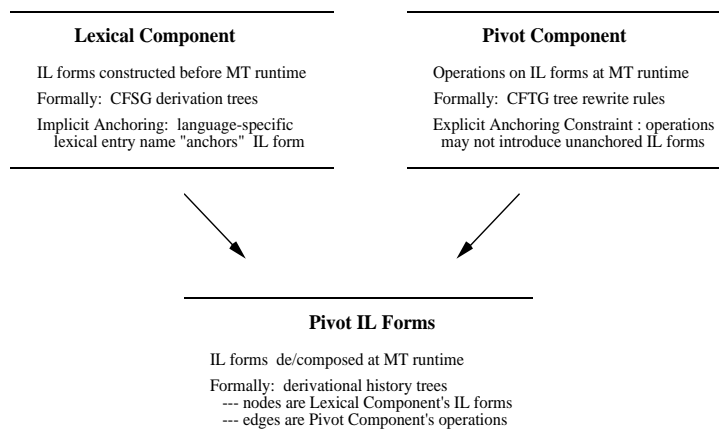 Lexical Component
IL forms constructed before MT runtime
Formally: CFSG derivation trees
Implicit Anchoring: language-specific
lexical entry name "anchors" IL form
Pivot Component
Operations on IL forms at MT runtime
Formally: CFTG tree rewrite rules
Explicit Anchoring Constraint : operations
may not introduce unanchored IL forms
Pivot IL Forms
IL forms de/composed at MT runtime
Formally: derivational history trees
--- nodes are Lexical Component's IL forms
--- edges are Pivot Component's operations